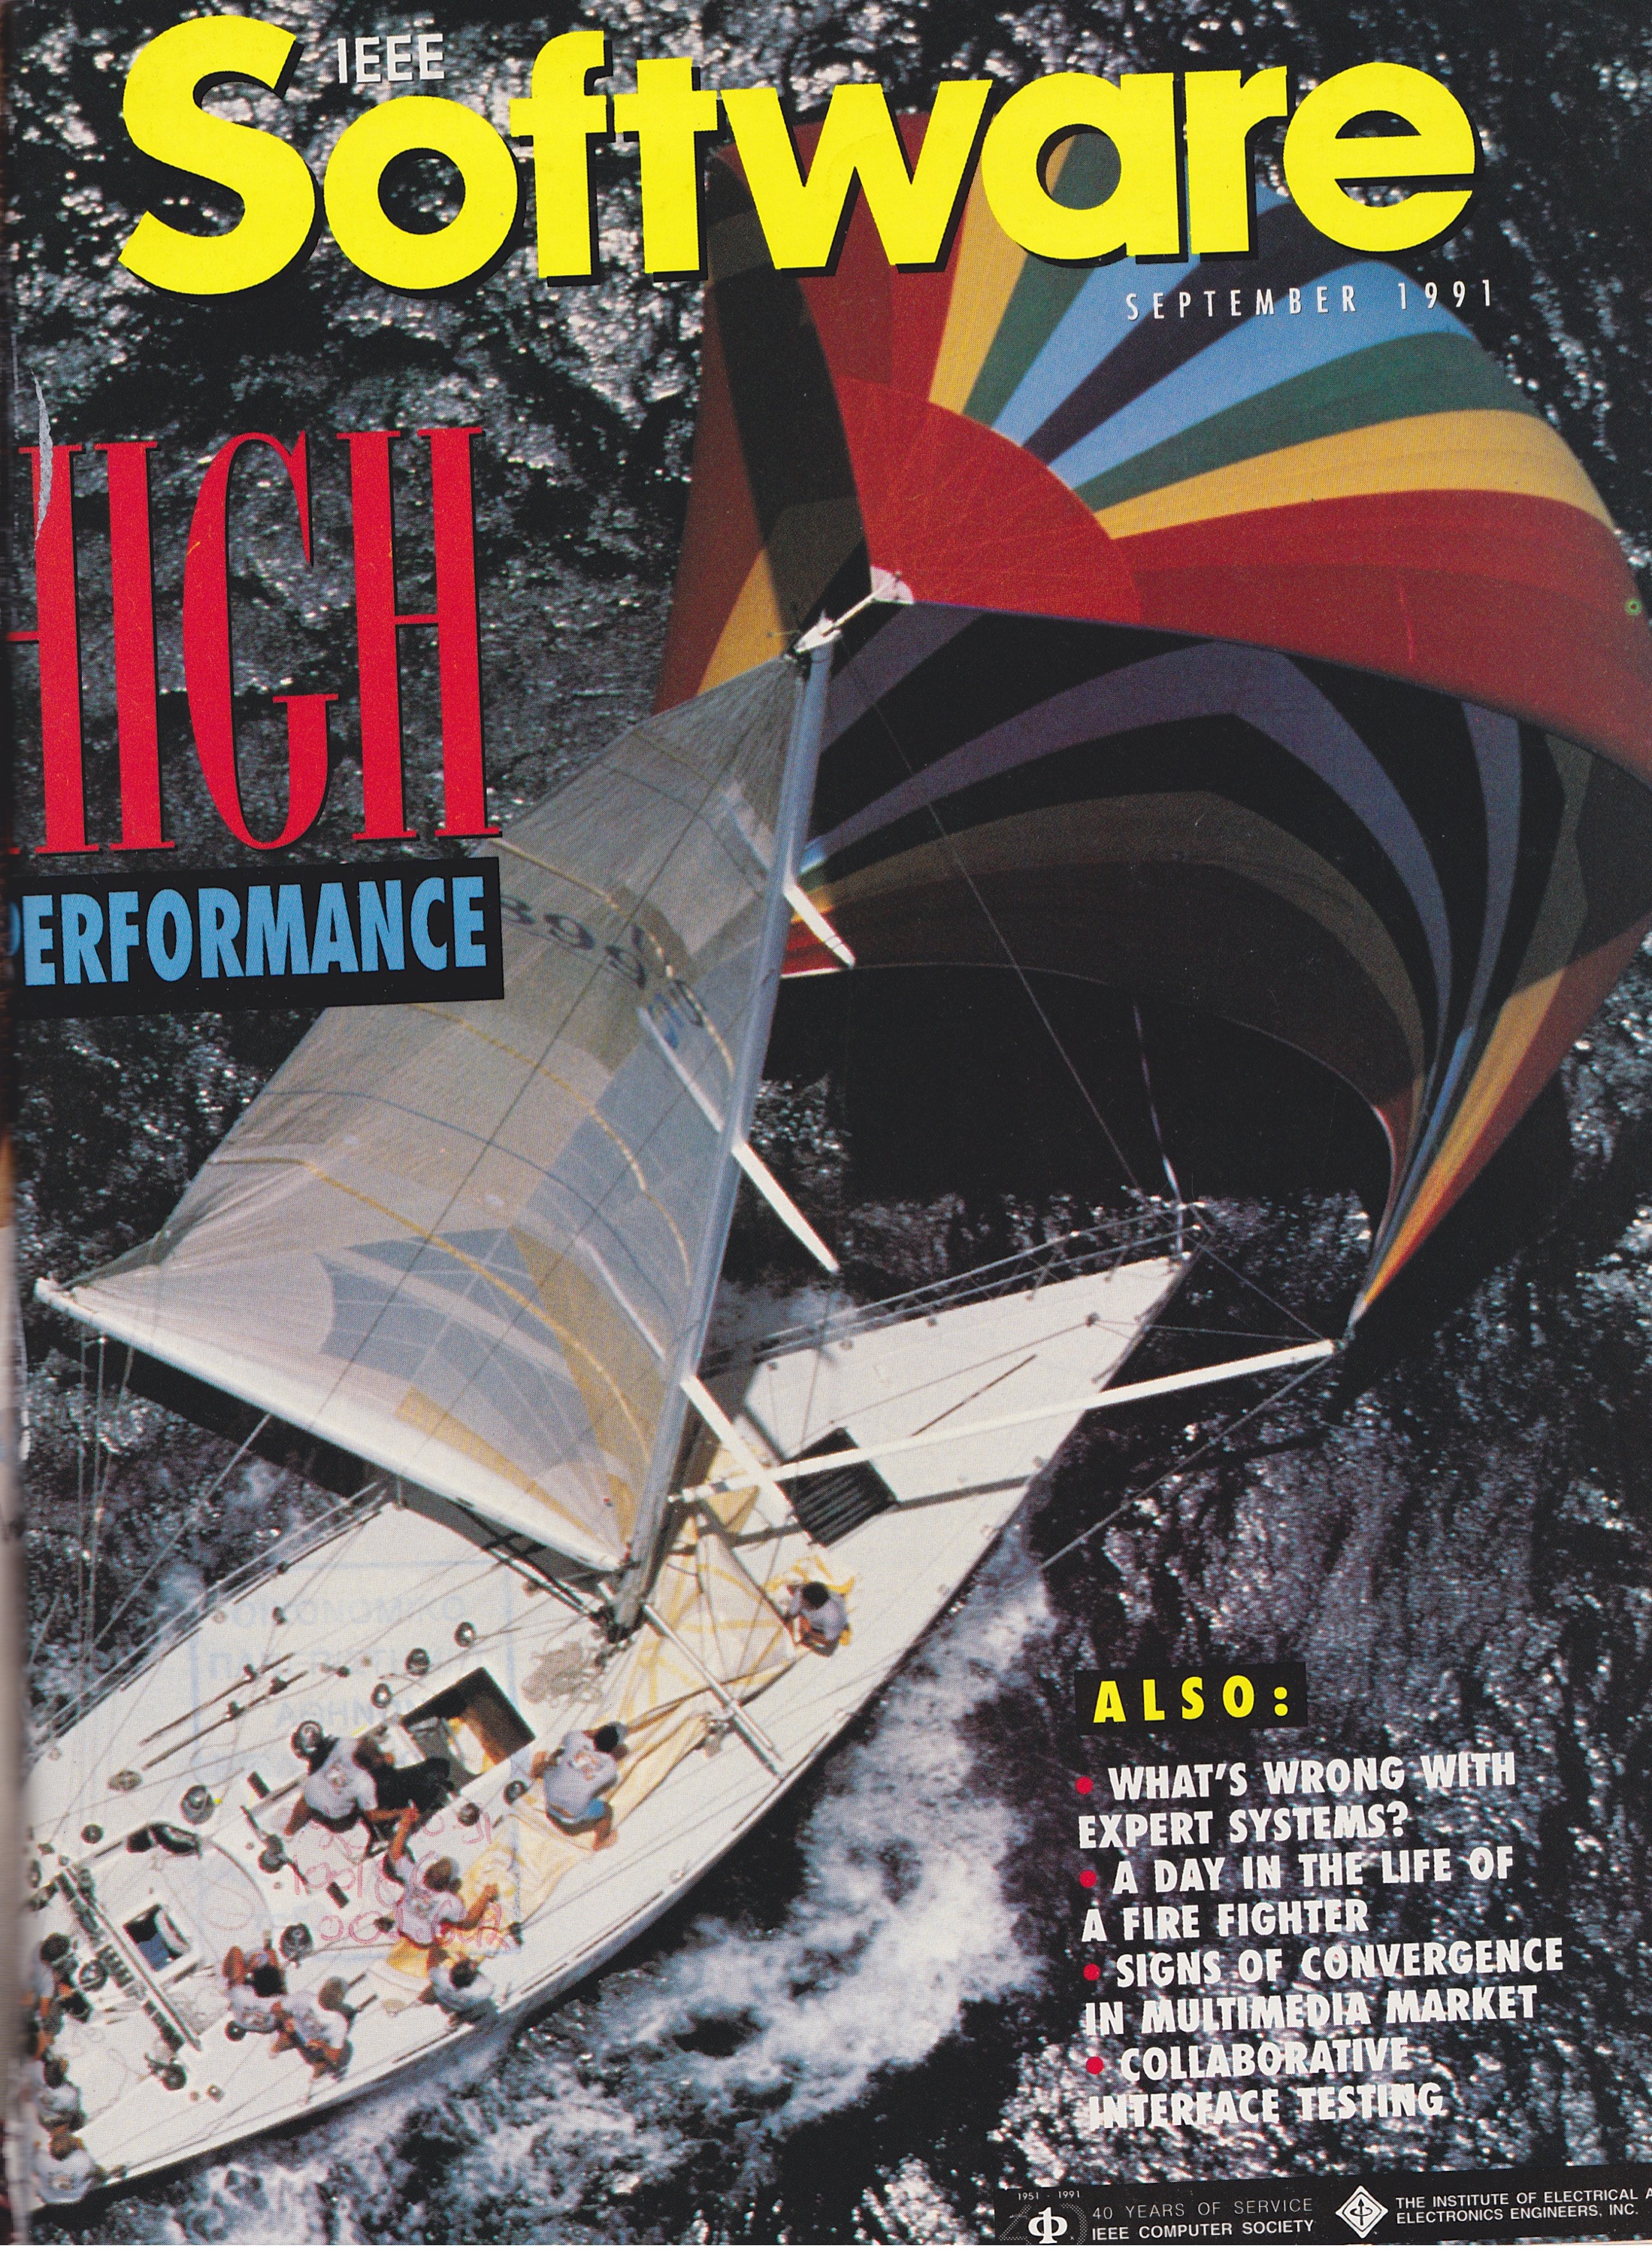 IEEE
Software
SEPTEMBER 1991
HIGH
PERFORMANCE
ALSO:
• WHAT'S WRONG WITH
EXPERT SYSTEMS?
• A DAY IN THE LIFE OF
A FIRE FIGHTER
• SIGNS OF CONVERGENCE
IN MULTIMEDIA MARKET
• COLLABORATIVE
INTERFACE TESTING
1951 - 1991
40 YEARS OF SERVICE
IEEE COMPUTER SOCIETY
THE INSTITUTE OF ELECTRICAL A
ELECTRONICS ENGINEERS, INC.